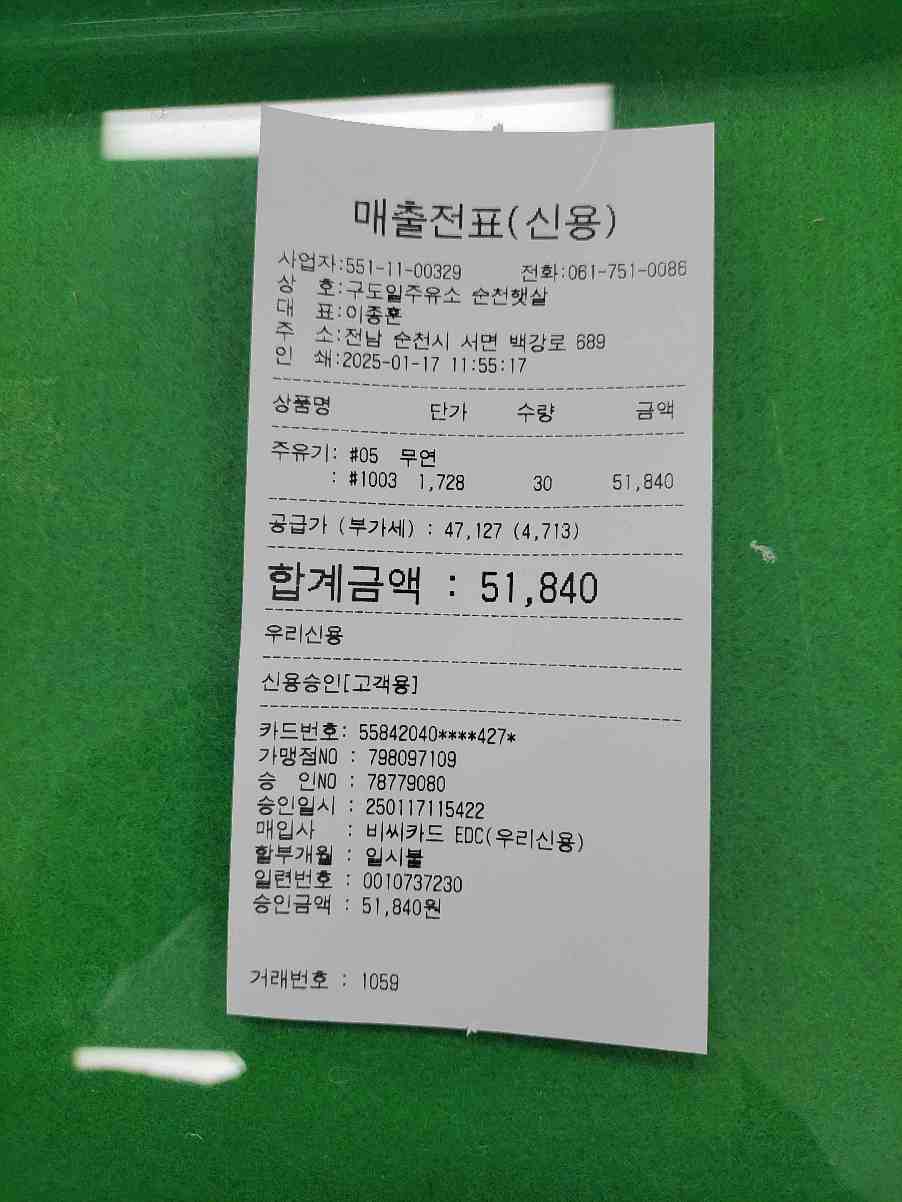 매출전표(신용)
사업자:551-11-00329 전화:061-751-0086
상 호:구도일주유소 순천햇살
대 표:이종훈
주 소:전남 순천시 서면 백강로 689
인 쇄:2025-01-17 11:55:17
상품명 단가 수량 금액
주유기: #05 무연
: #1003 1,728 30 51,840
공급가 (부가세) : 47,127 (4,713)
합계금액 : 51,840
우리신용
신용승인[고객용]
카드번호: 55842040****427*
가맹점NO : 798097109
승 인NO : 78779080
승인일시 : 250117115422
매입사 : 비씨카드 EDC(우리신용)
할부개월 : 일시불
일련번호 : 0010737230
승인금액 : 51,840원
거래번호 : 1059